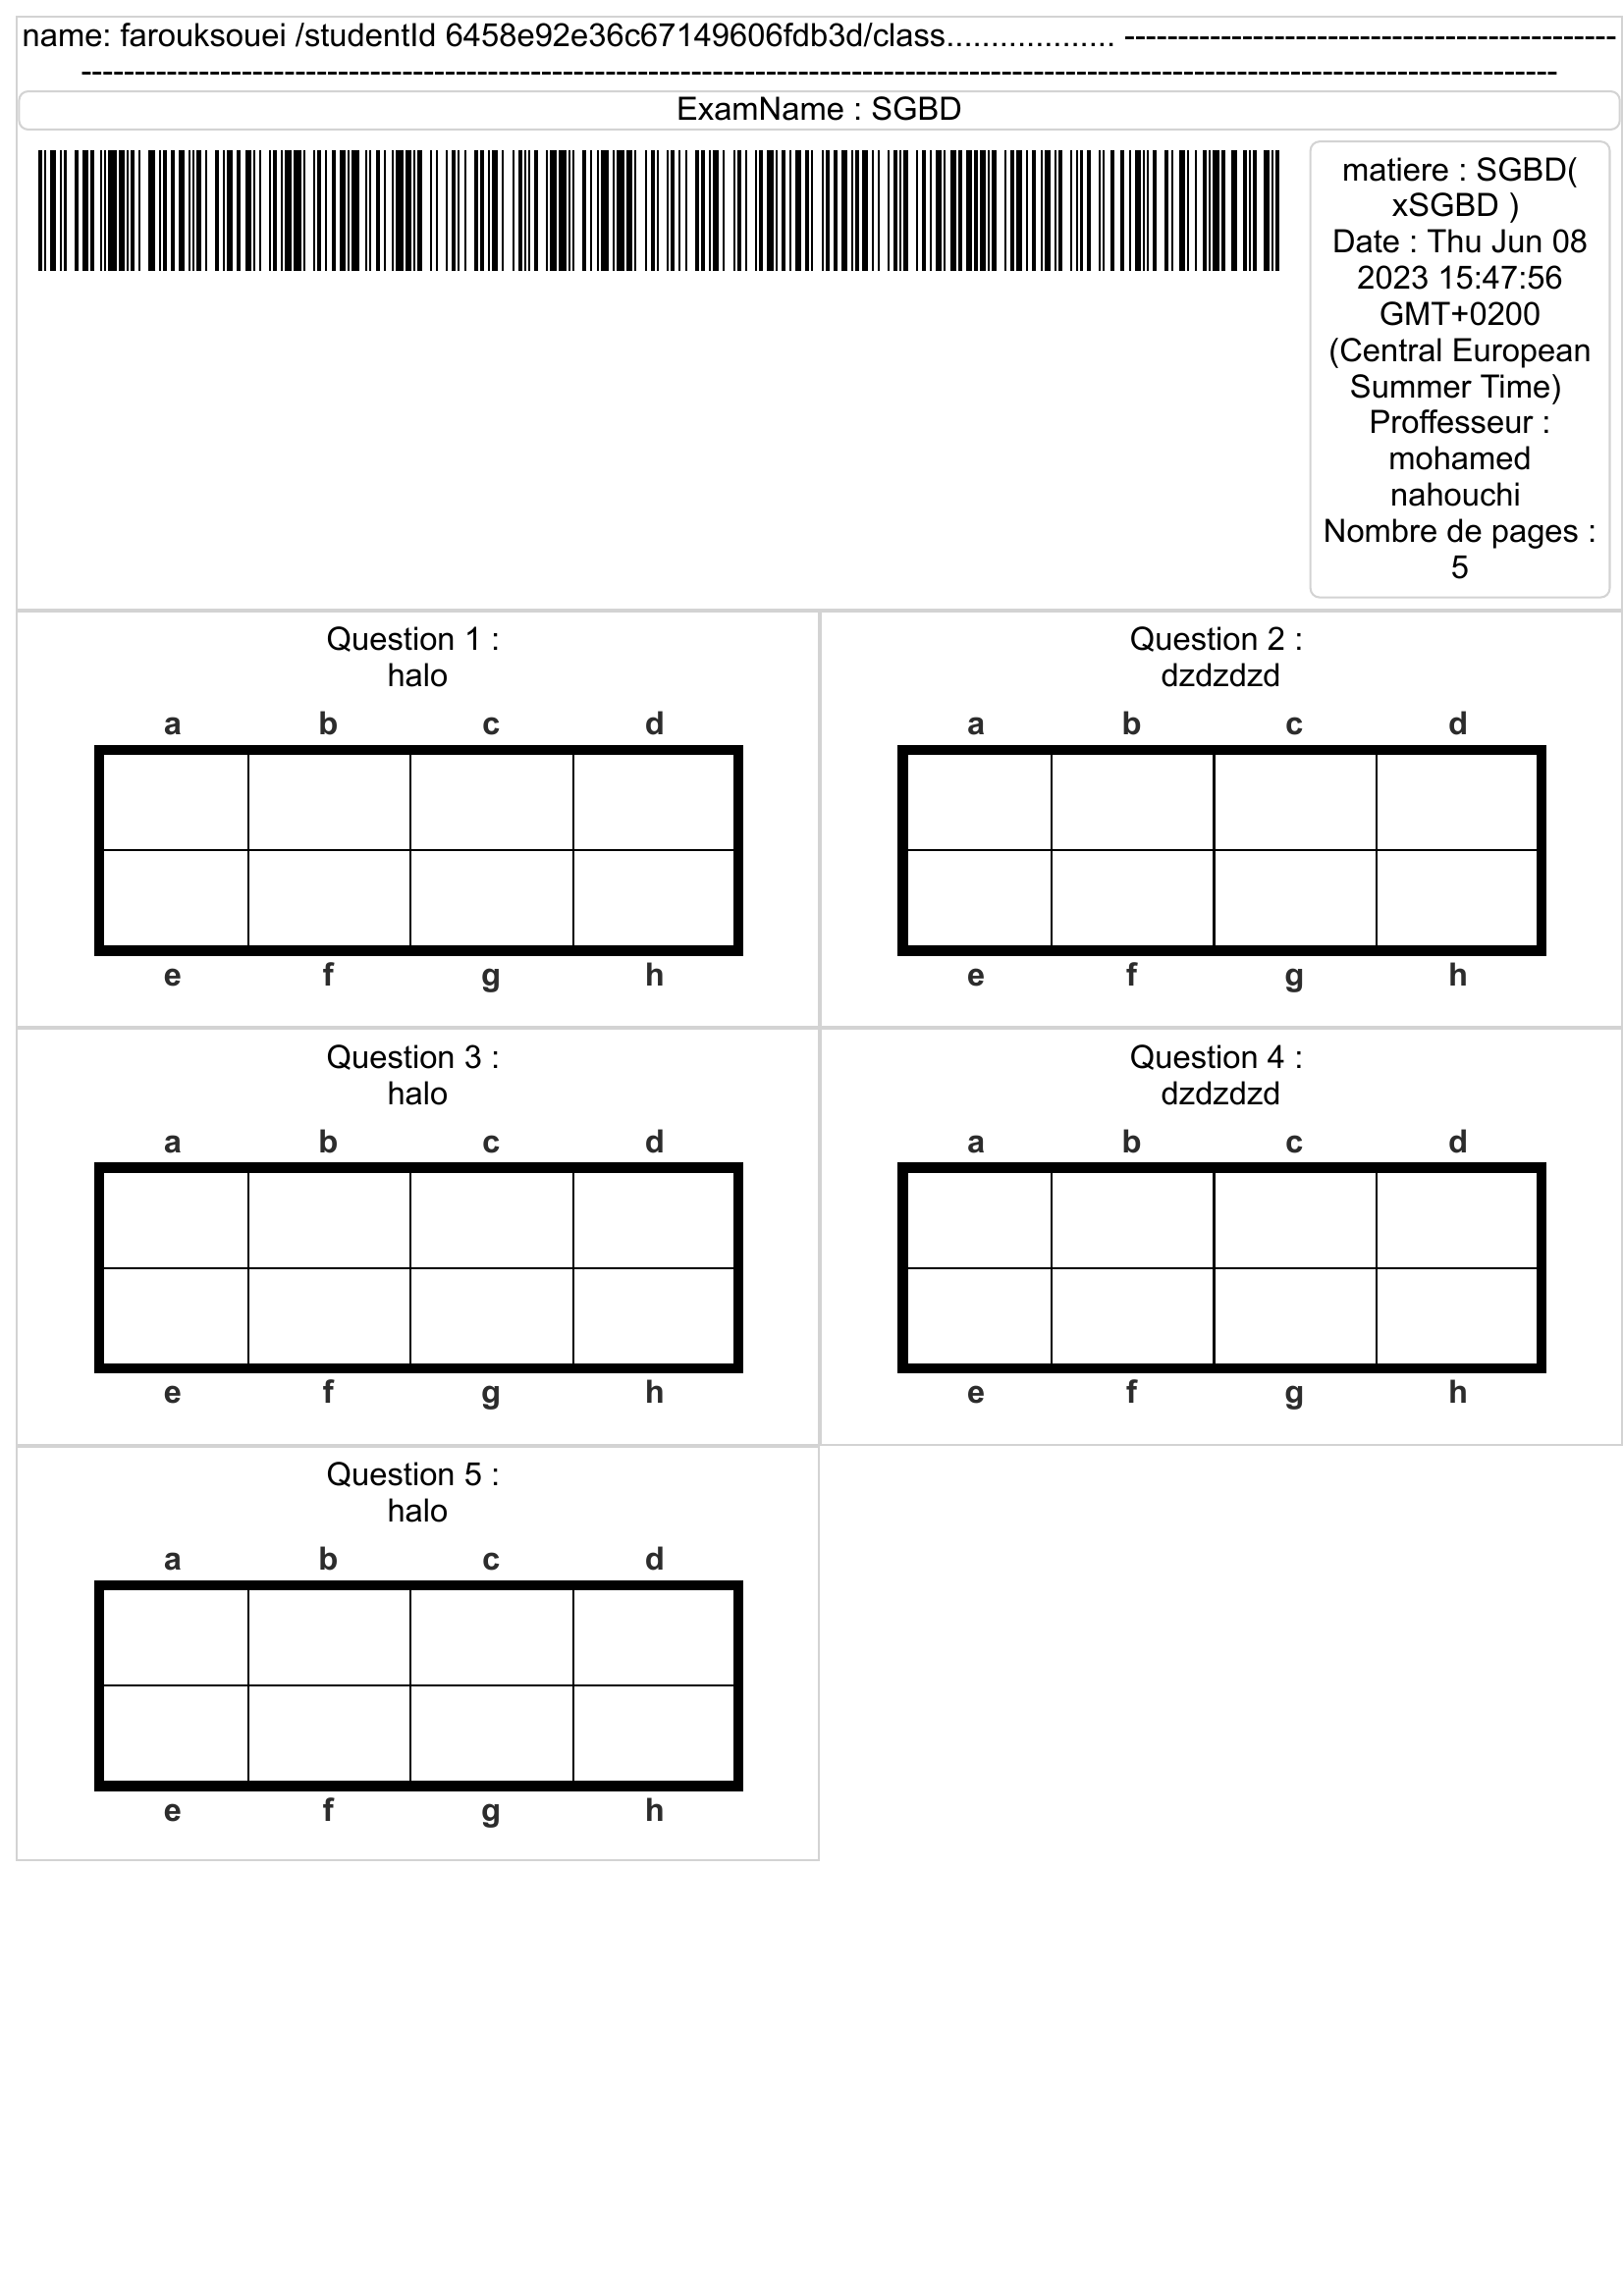 name: farouksouei /studentId 6458e92e36c67149606fdb3d/class................... ----------------------------------------------
------------------------------------------------------------------------------------------------------------------------------------------
ExamName : SGBD
matiere : SGBD(
xSGBD )
Date : Thu Jun 08
2023 15:47:56
GMT+0200
(Central European
Summer Time)
Proffesseur :
mohamed
nahouchi
Nombre de pages :
5
Question 1 :
halo
a b c d
e f g h
Question 2 :
dzdzdzd
a b c d
e f g h
Question 3 :
halo
a b c d
e f g h
Question 4 :
dzdzdzd
a b c d
e f g h
Question 5 :
halo
a b c d
e f g h